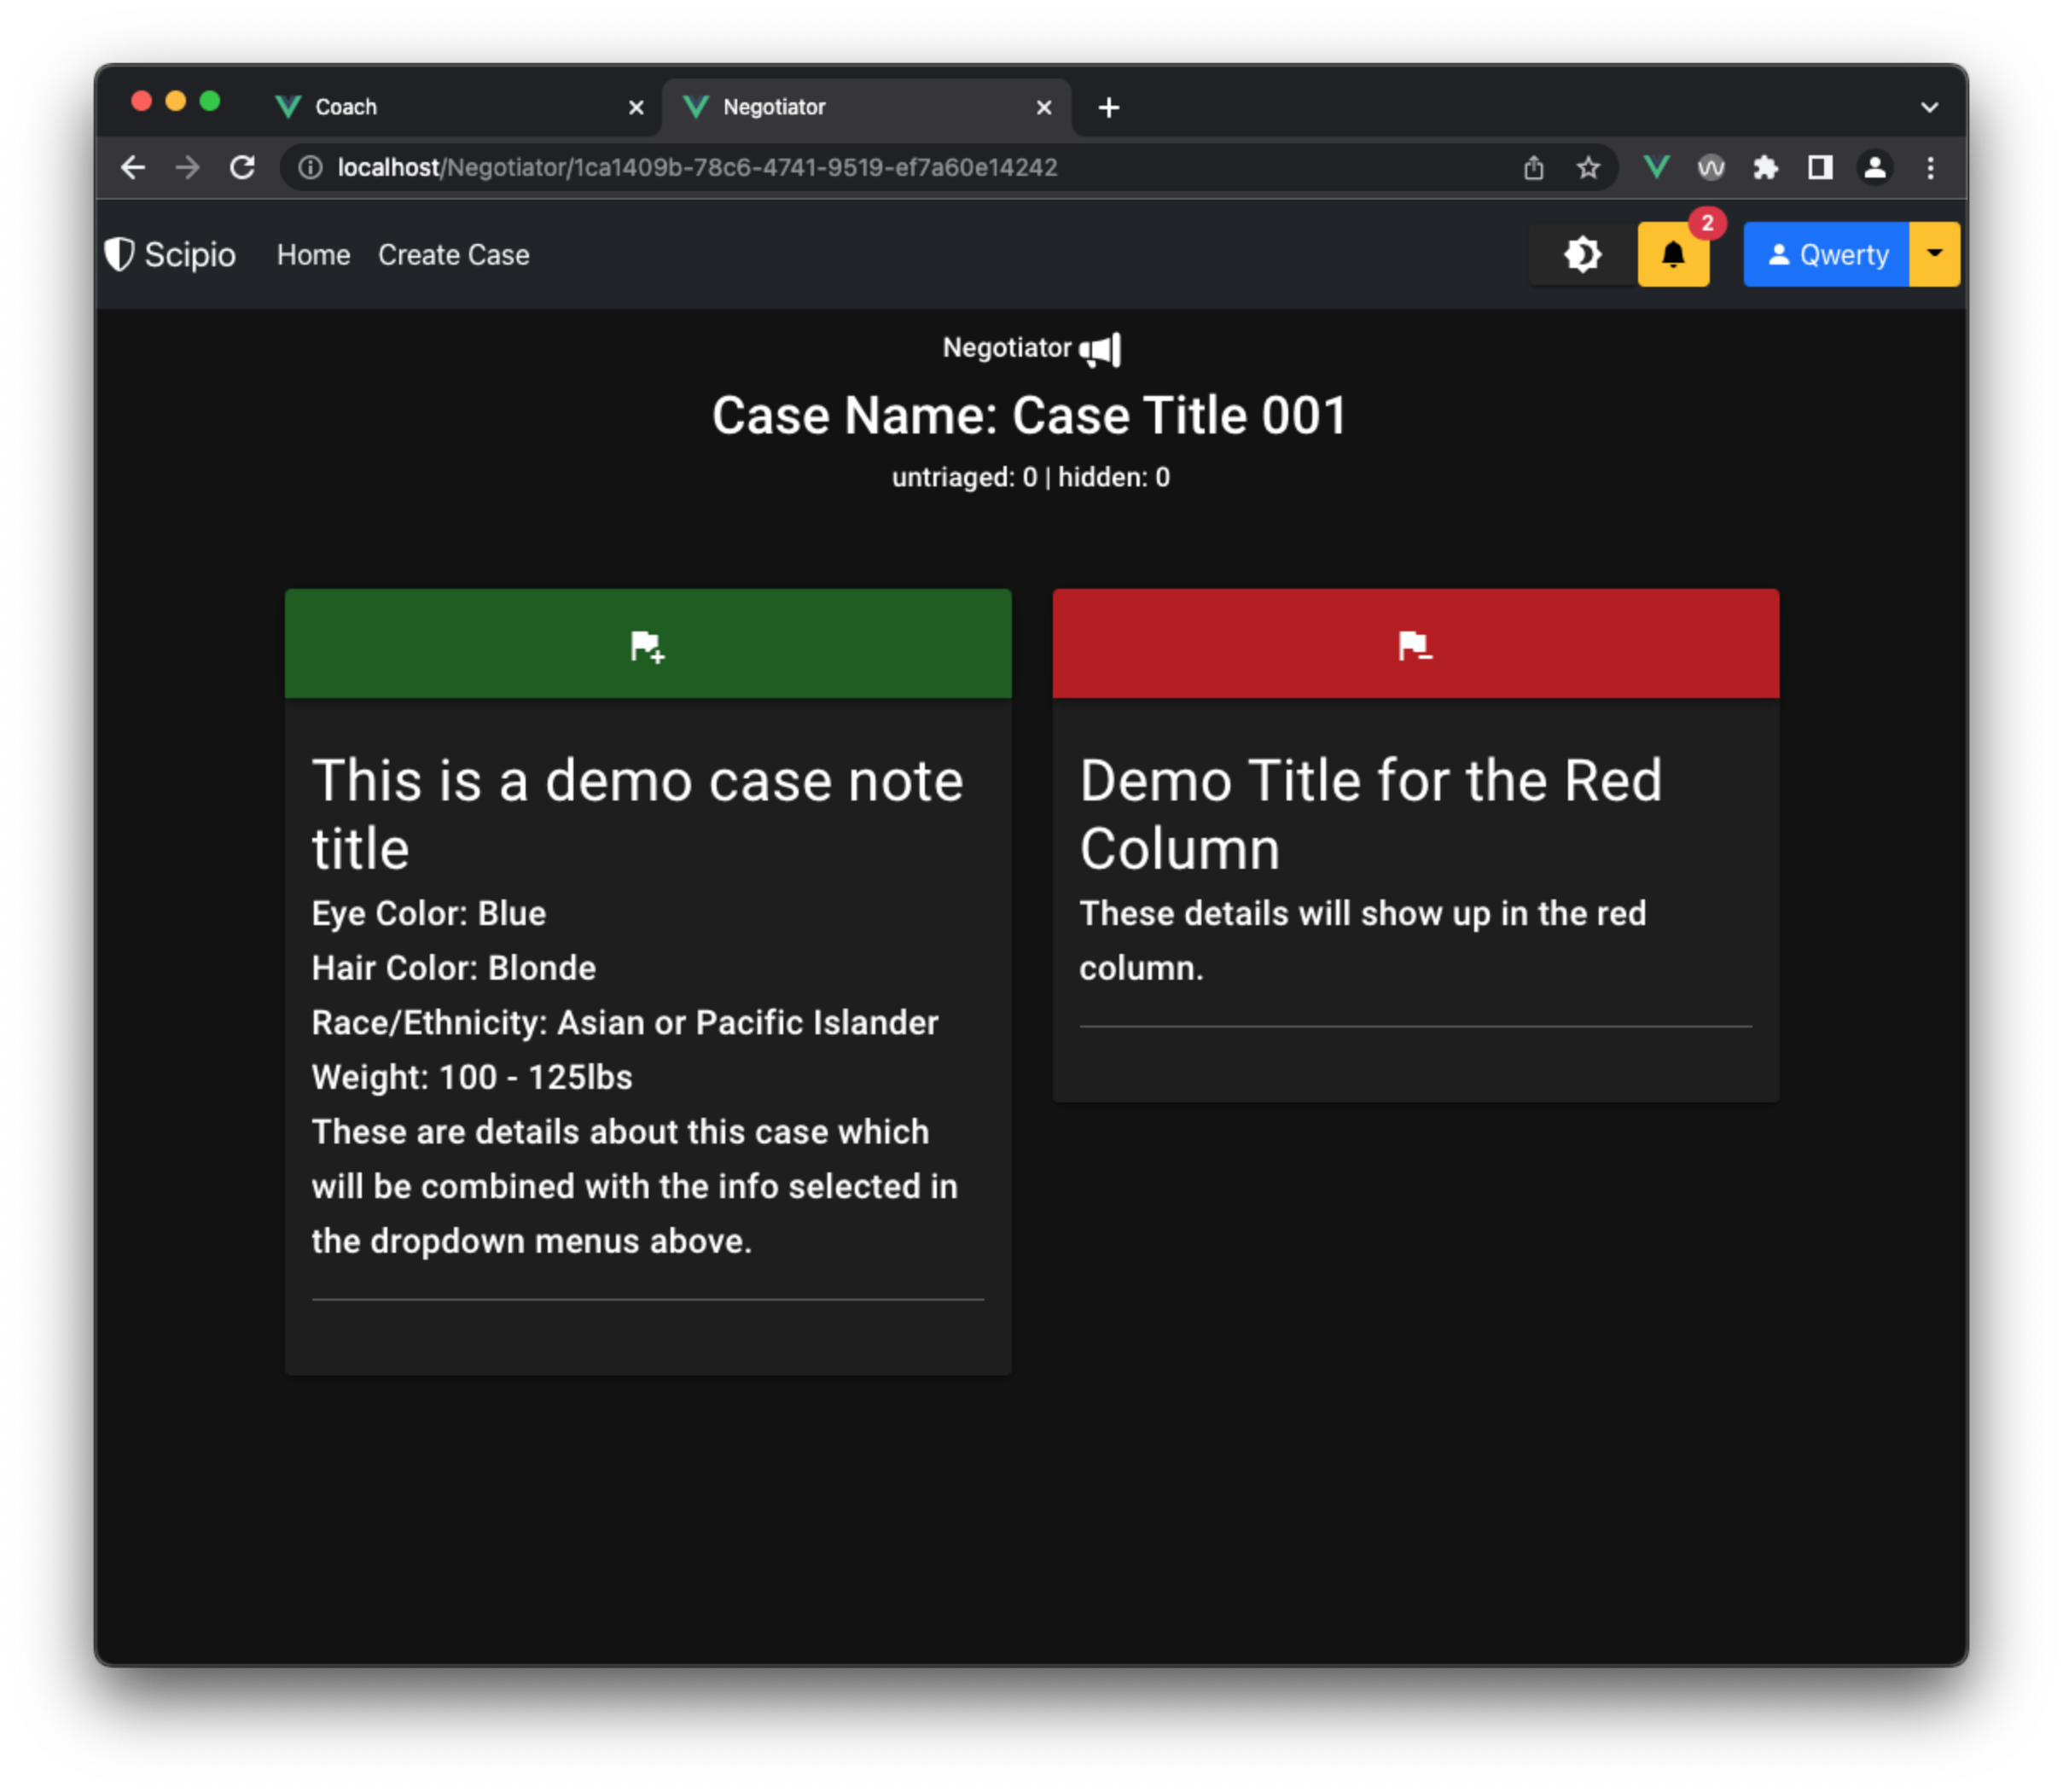 Coach
Negotiator
localhost/Negotiator/1ca1409b-78c6-4741-9519-ef7a60e14242
Scipio Home Create Case 2 Qwerty
Negotiator
Case Name: Case Title 001
untriaged: 0 | hidden: 0
This is a demo case note
title
Eye Color: Blue
Hair Color: Blonde
Race/Ethnicity: Asian or Pacific Islander
Weight: 100 - 125lbs
These are details about this case which
will be combined with the info selected in
the dropdown menus above.
Demo Title for the Red
Column
These details will show up in the red
column.